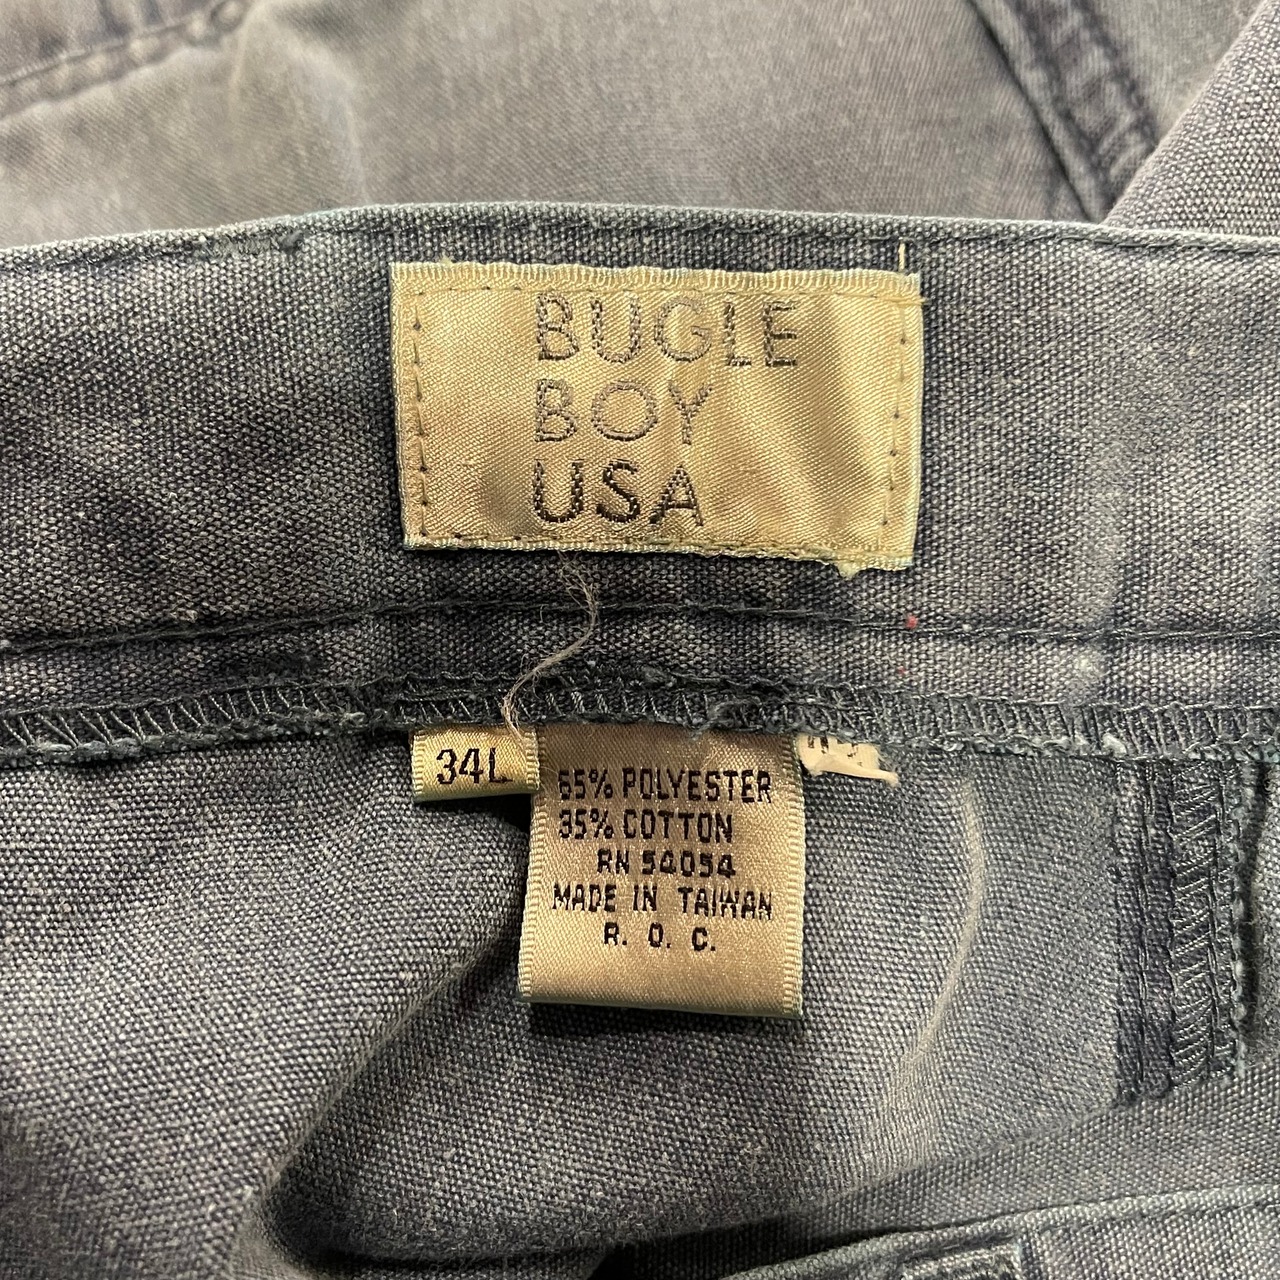 BUGLE
BOY
USA
34L
65% POLYESTER
35% COTTON
RN 54054
MADE IN TAIWAN
R. O. C.